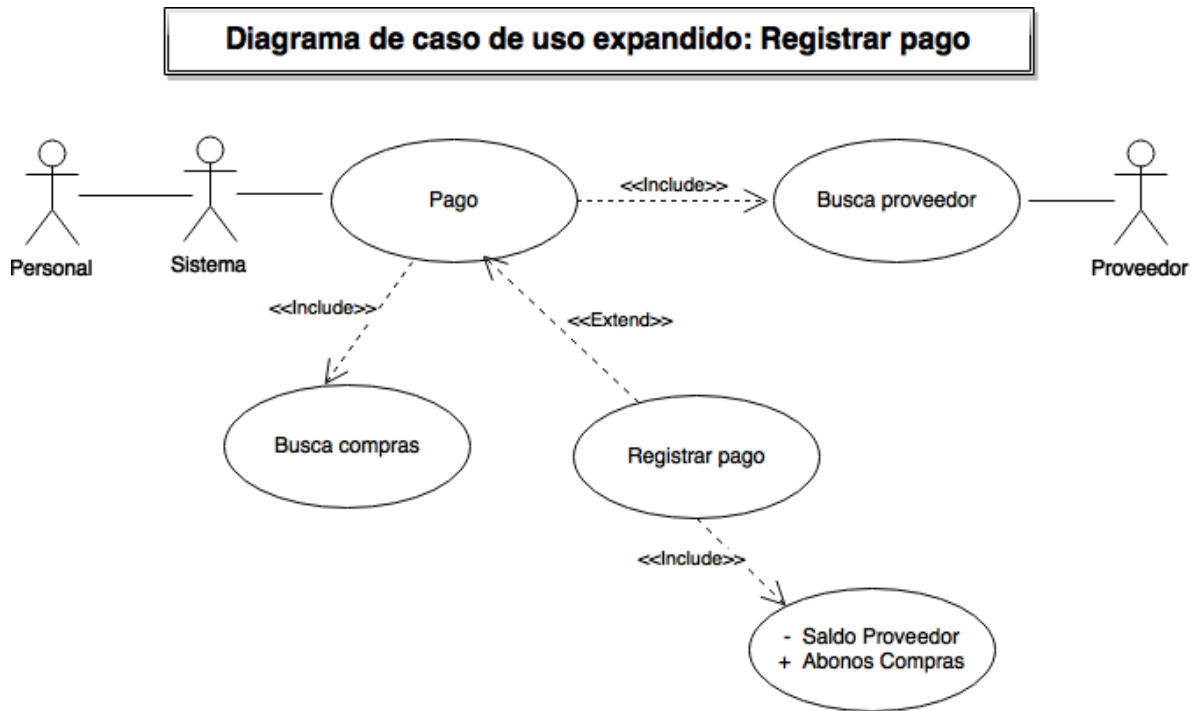 Diagrama de caso de uso expandido: Registrar pago
<<Include>>
Pago
Busca proveedor
Personal
Sistema
Proveedor
<<Include>>
<<Extend>>
Busca compras
Registrar pago
<<Include>>
- Saldo Proveedor
+ Abonos Compras